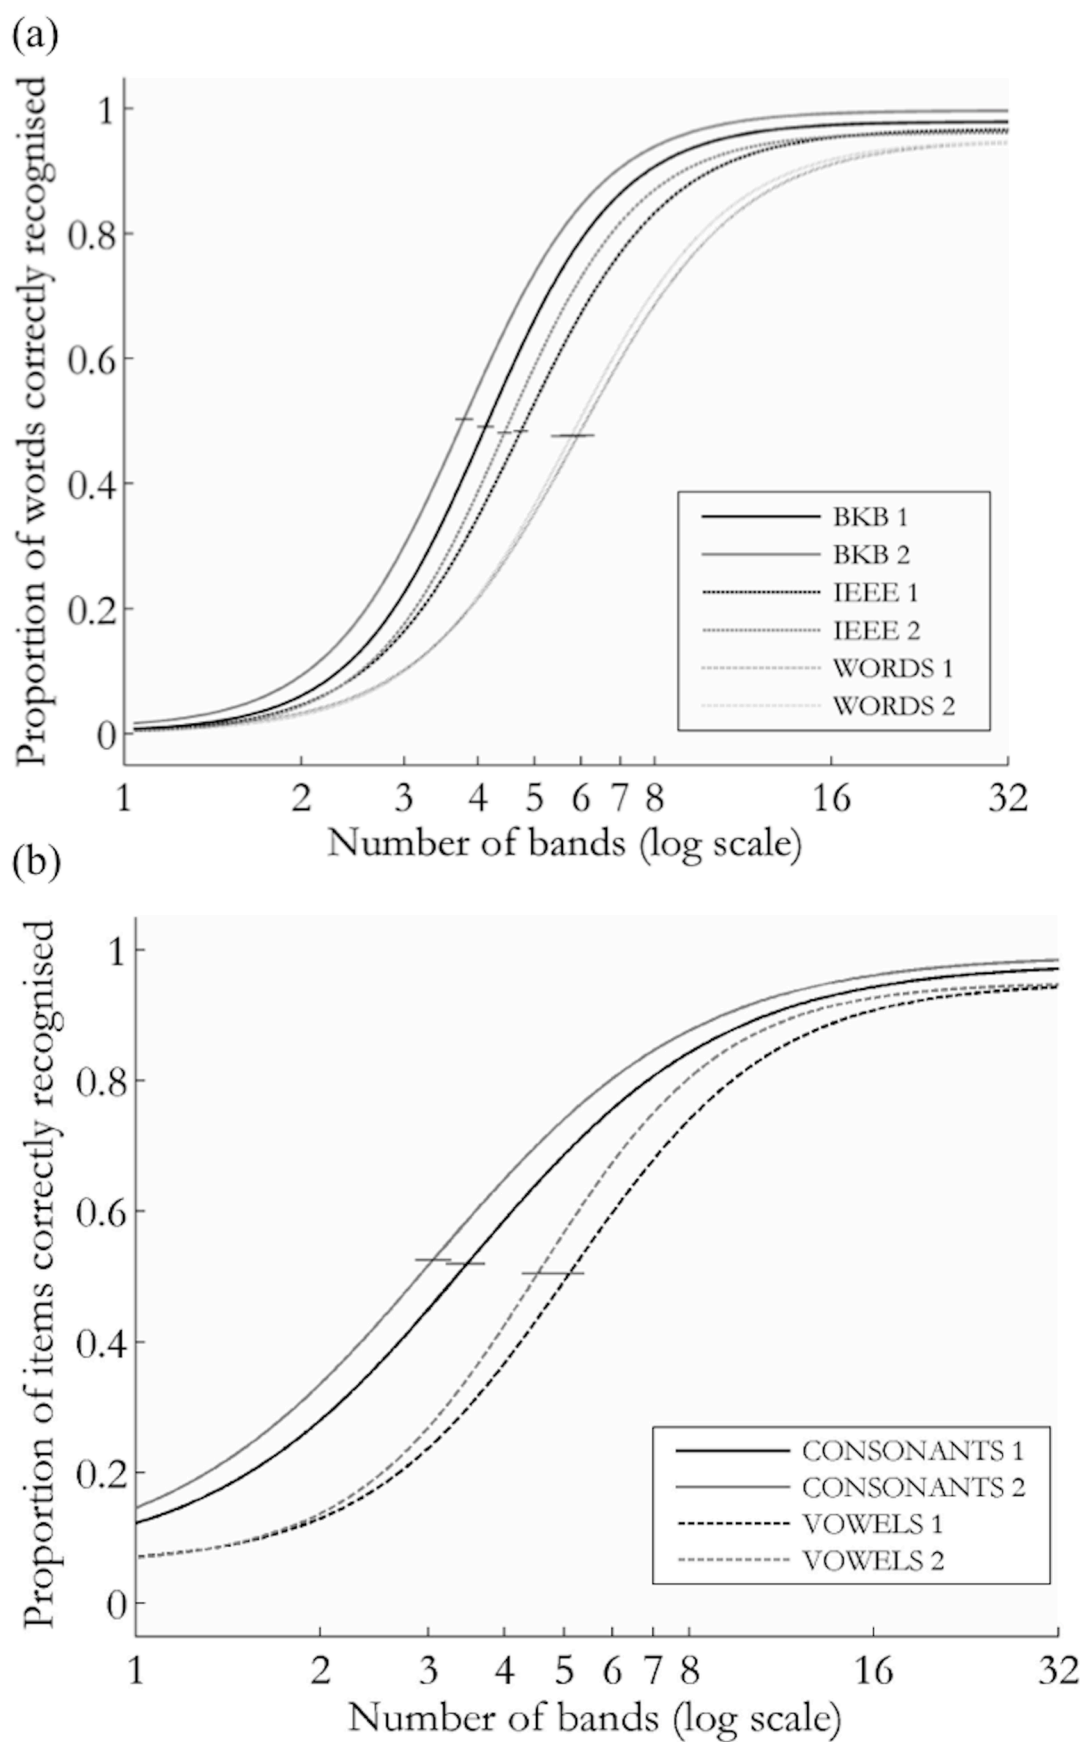 (a)
Proportion of words correctly recognised
1
0.8
0.6
0.4
0.2
0
BKB 1
BKB 2
IEEE 1
IEEE 2
WORDS 1
WORDS 2
1 2 3 4 5 6 7 8 16 32
Number of bands (log scale)
(b)
Proportion of items correctly recognised
1
0.8
0.6
0.4
0.2
0
CONSONANTS 1
CONSONANTS 2
VOWELS 1
VOWELS 2
1 2 3 4 5 6 7 8 16 32
Number of bands (log scale)